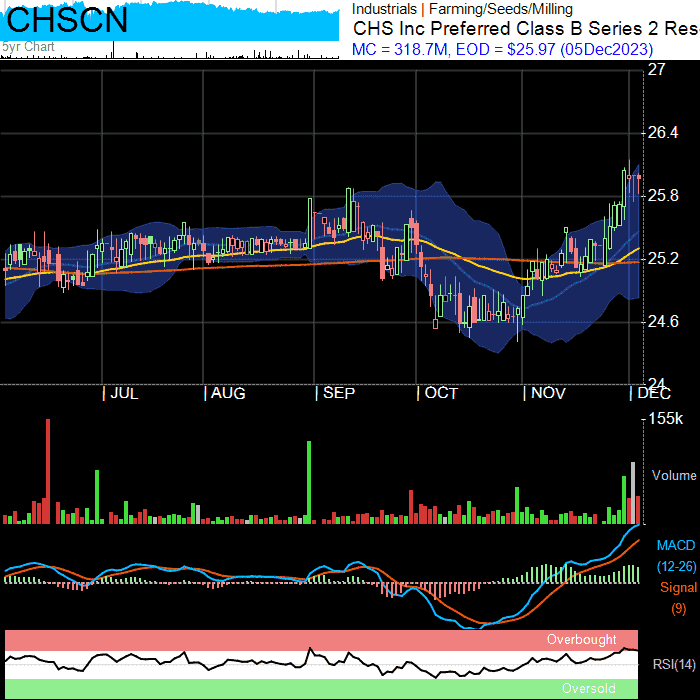 CHSCN
5yr Chart
Industrials | Farming/Seeds/Milling
CHS Inc Preferred Class B Series 2 Res
MC = 318.7M, EOD = $25.97 (05Dec2023)
27
26.4
25.8
25.2
24.6
24
JUL
AUG
SEP
OCT
NOV
DEC
155k
Volume
MACD
(12-26)
Signal
(9)
Overbought
RSI(14)
Oversold